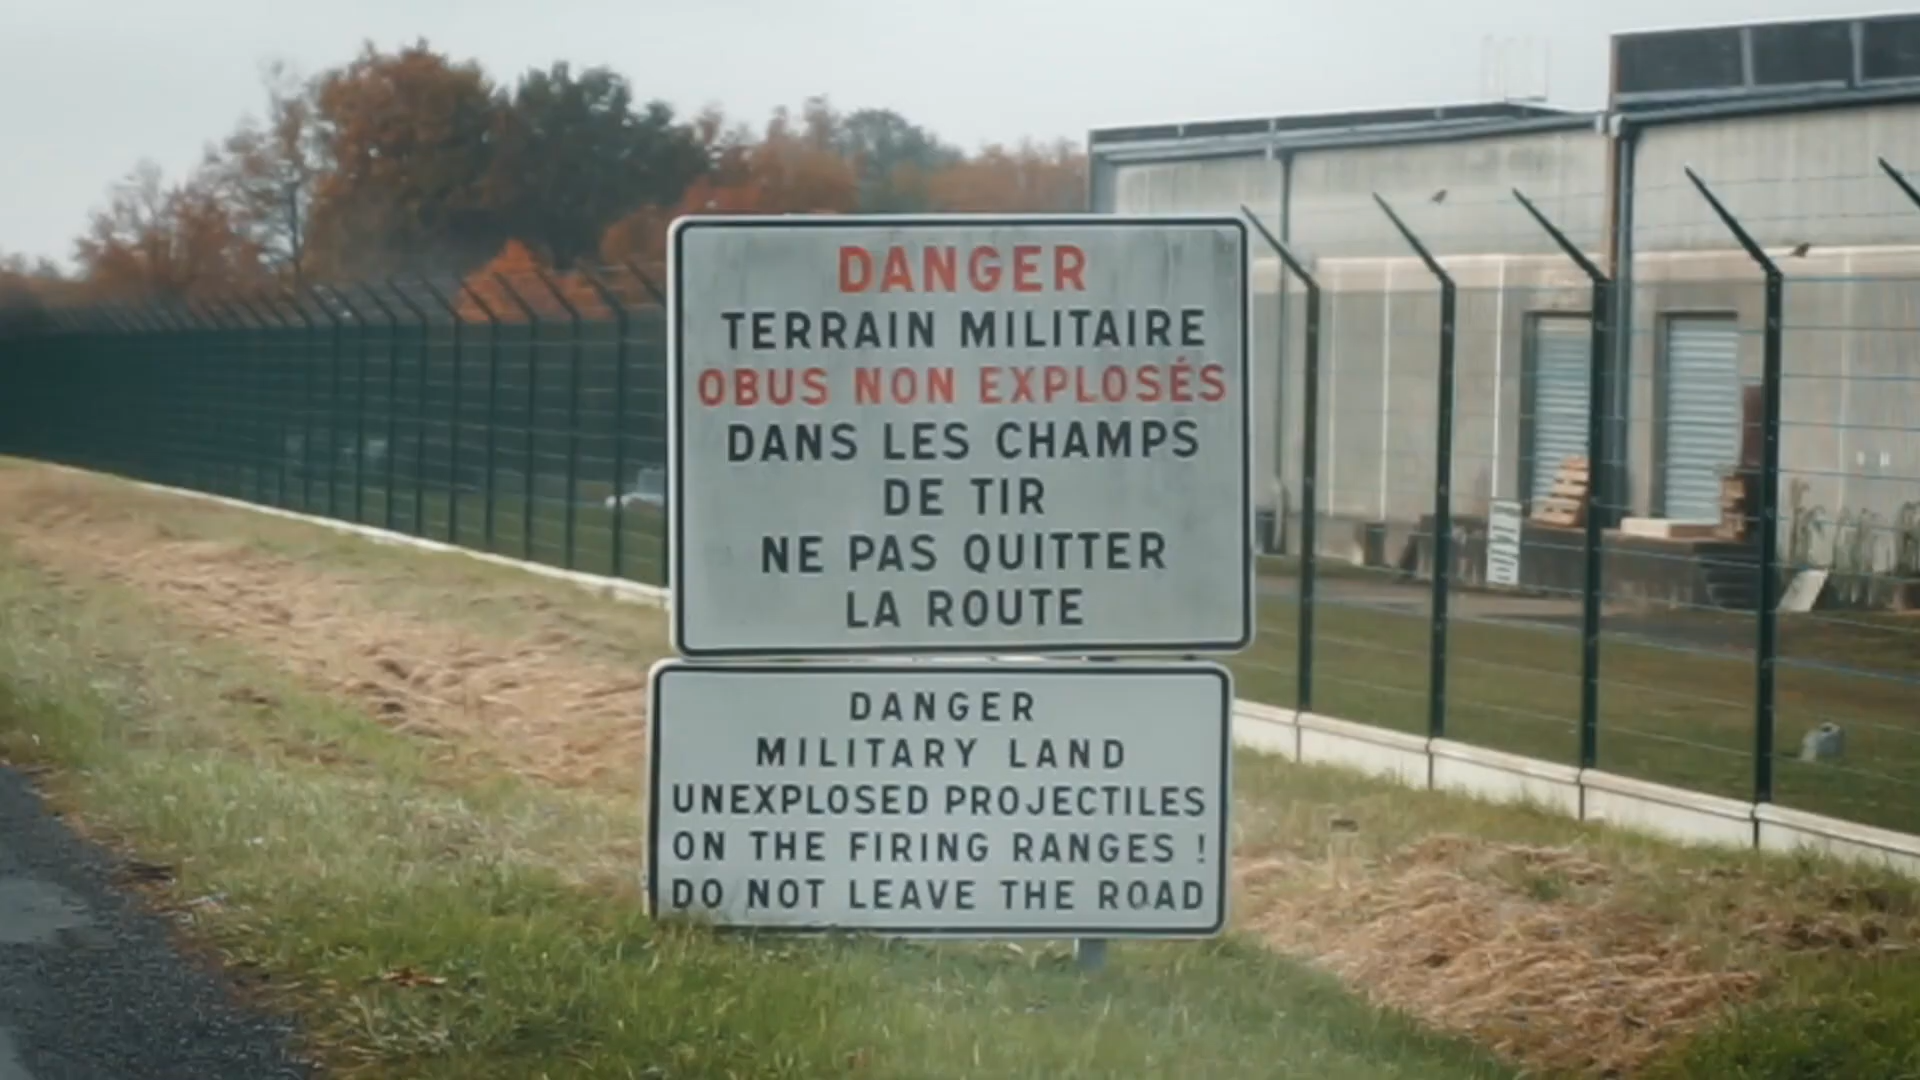 DANGER
TERRAIN MILITAIRE
OBUS NON EXPLOSÉS
DANS LES CHAMPS
DE TIR
NE PAS QUITTER
LA ROUTE
DANGER
MILITARY LAND
UNEXPLOSED PROJECTILES
ON THE FIRING RANGES !
DO NOT LEAVE THE ROAD